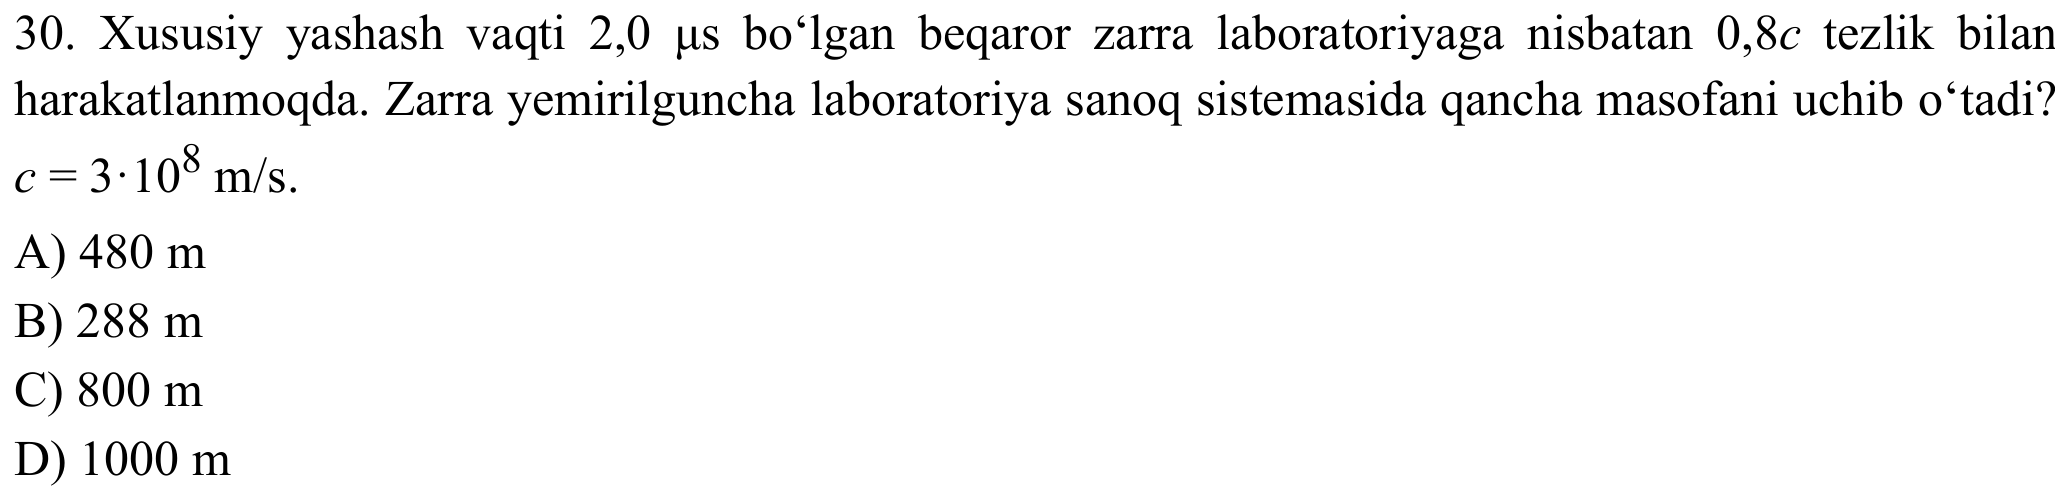 30. Xususiy yashash vaqti 2,0 μs bo‘lgan beqaror zarra laboratoriyaga nisbatan 0,8c tezlik bilan
harakatlanmoqda. Zarra yemirilguncha laboratoriya sanoq sistemasida qancha masofani uchib o‘tadi?
c = 3·10⁸ m/s.
A) 480 m
B) 288 m
C) 800 m
D) 1000 m